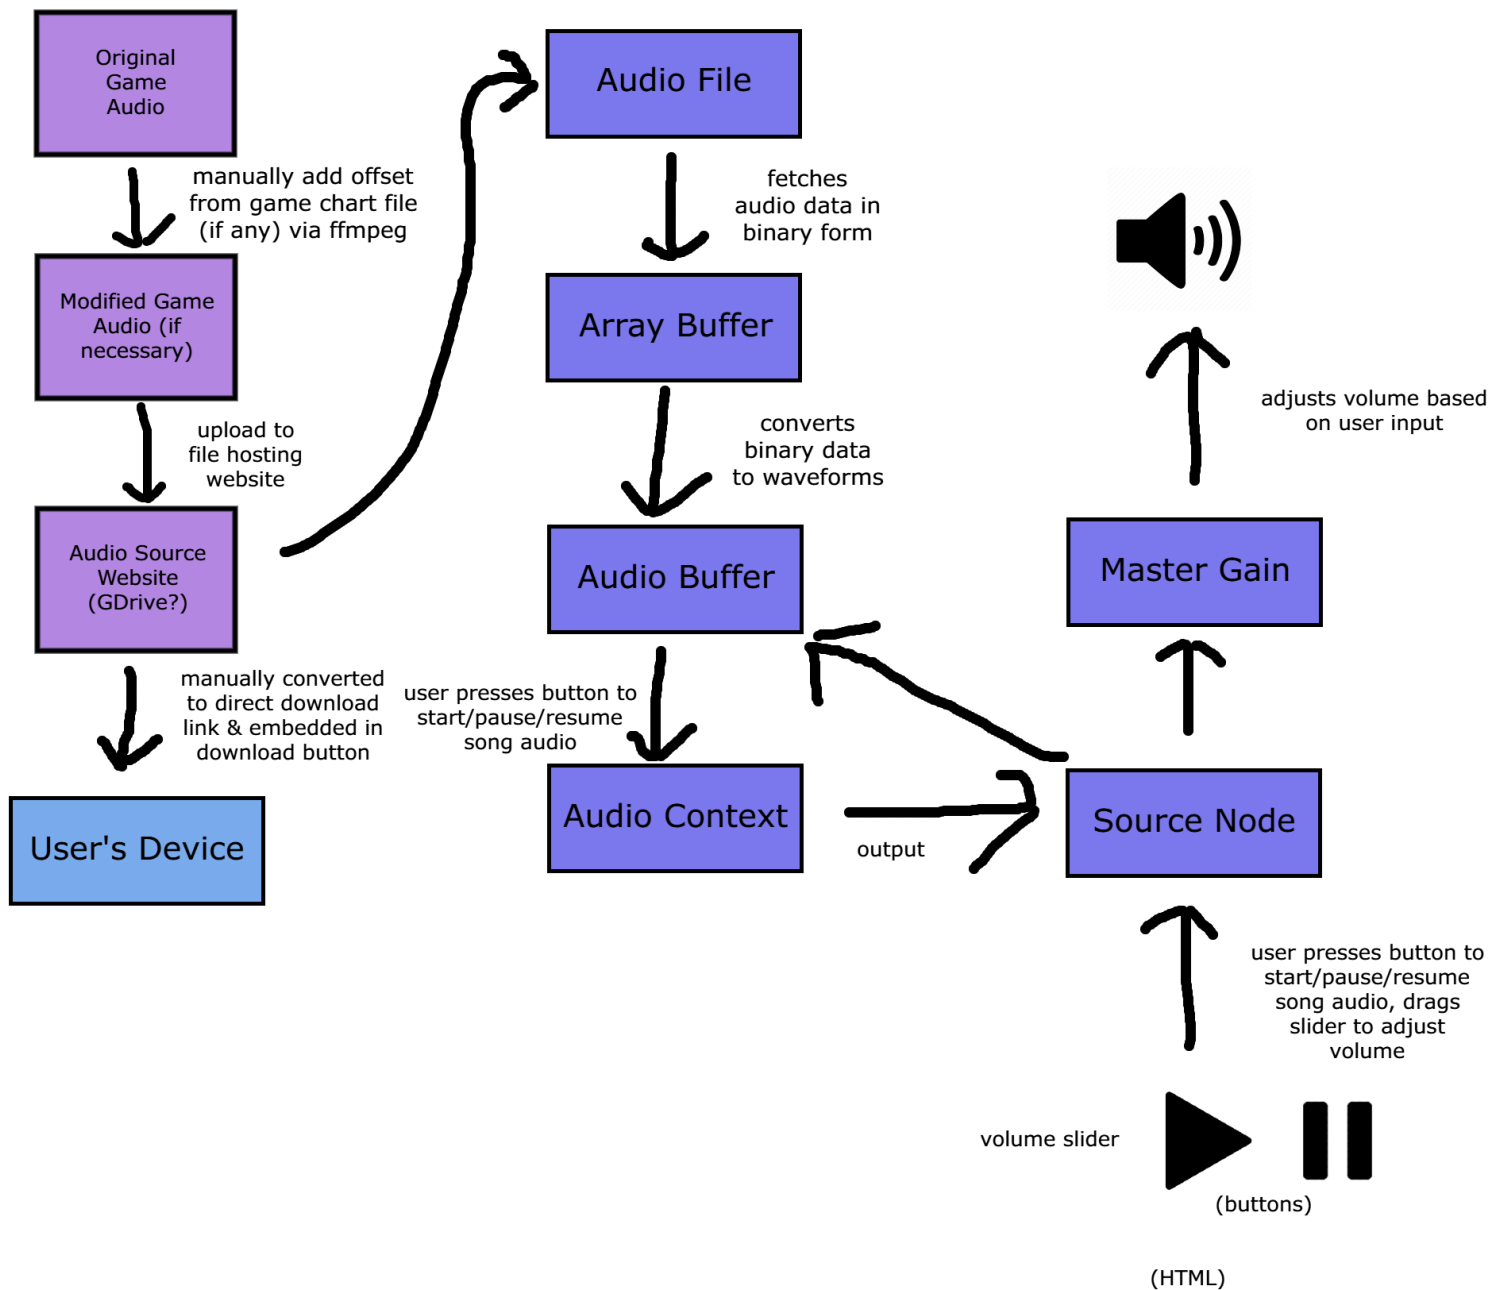 Original
Game
Audio
manually add offset
from game chart file
(if any) via ffmpeg
Modified Game
Audio (if
necessary)
upload to
file hosting
website
Audio Source
Website
(GDrive?)
manually converted
to direct download
link & embedded in
download button
User's Device
Audio File
fetches
audio data in
binary form
Array Buffer
converts
binary data
to waveforms
Audio Buffer
user presses button to
start/pause/resume
song audio
Audio Context
output
adjusts volume based
on user input
Master Gain
Source Node
user presses button to
start/pause/resume
song audio, drags
slider to adjust
volume
volume slider
(buttons)
(HTML)